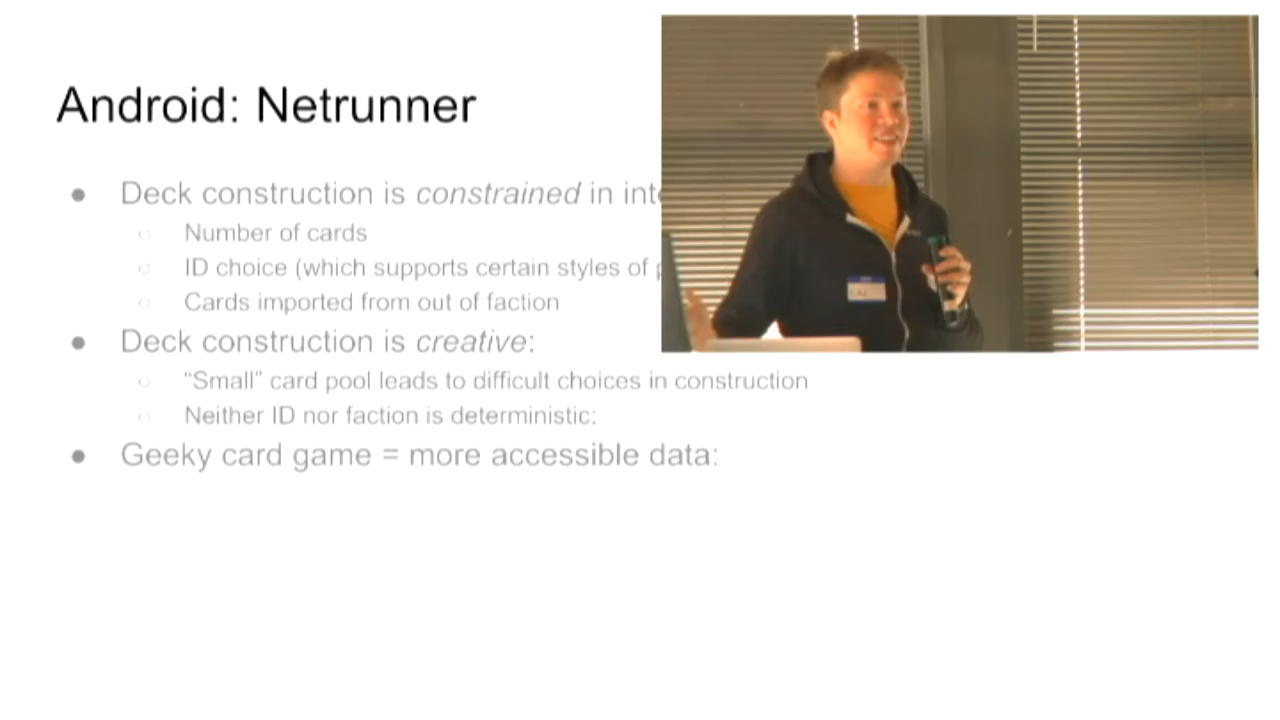 Android: Netrunner
Deck construction is constrained in
Number of cards
ID choice (which supports certain styles of
Cards imported from out of faction
Deck construction is creative:
"Small" card pool leads to difficult choices in construction
Neither ID nor faction is deterministic:
Geeky card game = more accessible data: